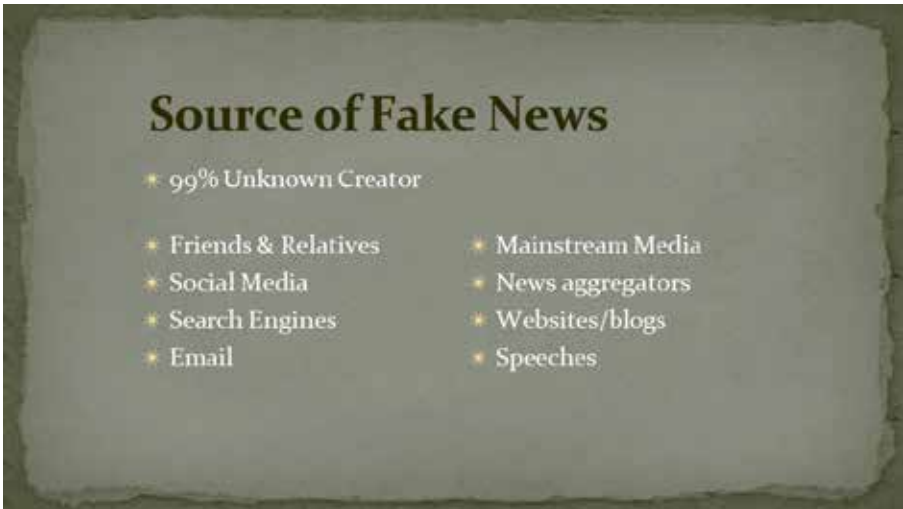 Source of Fake News
99% Unknown Creator
Friends & Relatives
Social Media
Search Engines
Email
Mainstream Media
News aggregators
Websites/blogs
Speeches